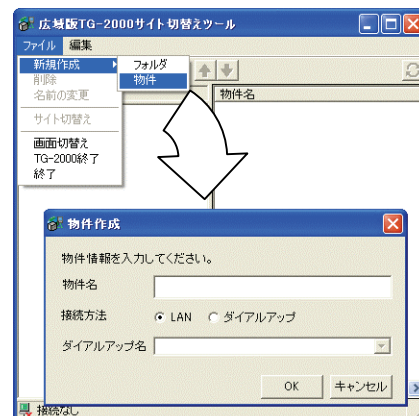 広域版TG-2000サイト切替えツール
ファイル 編集
新規作成
フォルダ
削除
物件
名前の変更
物件名
サイト切替え
画面切替え
TG-2000終了
終了
物件作成
物件情報を入力してください。
物件名
接続方法 LAN ダイアルアップ
ダイアルアップ名
OK キャンセル
接続なし